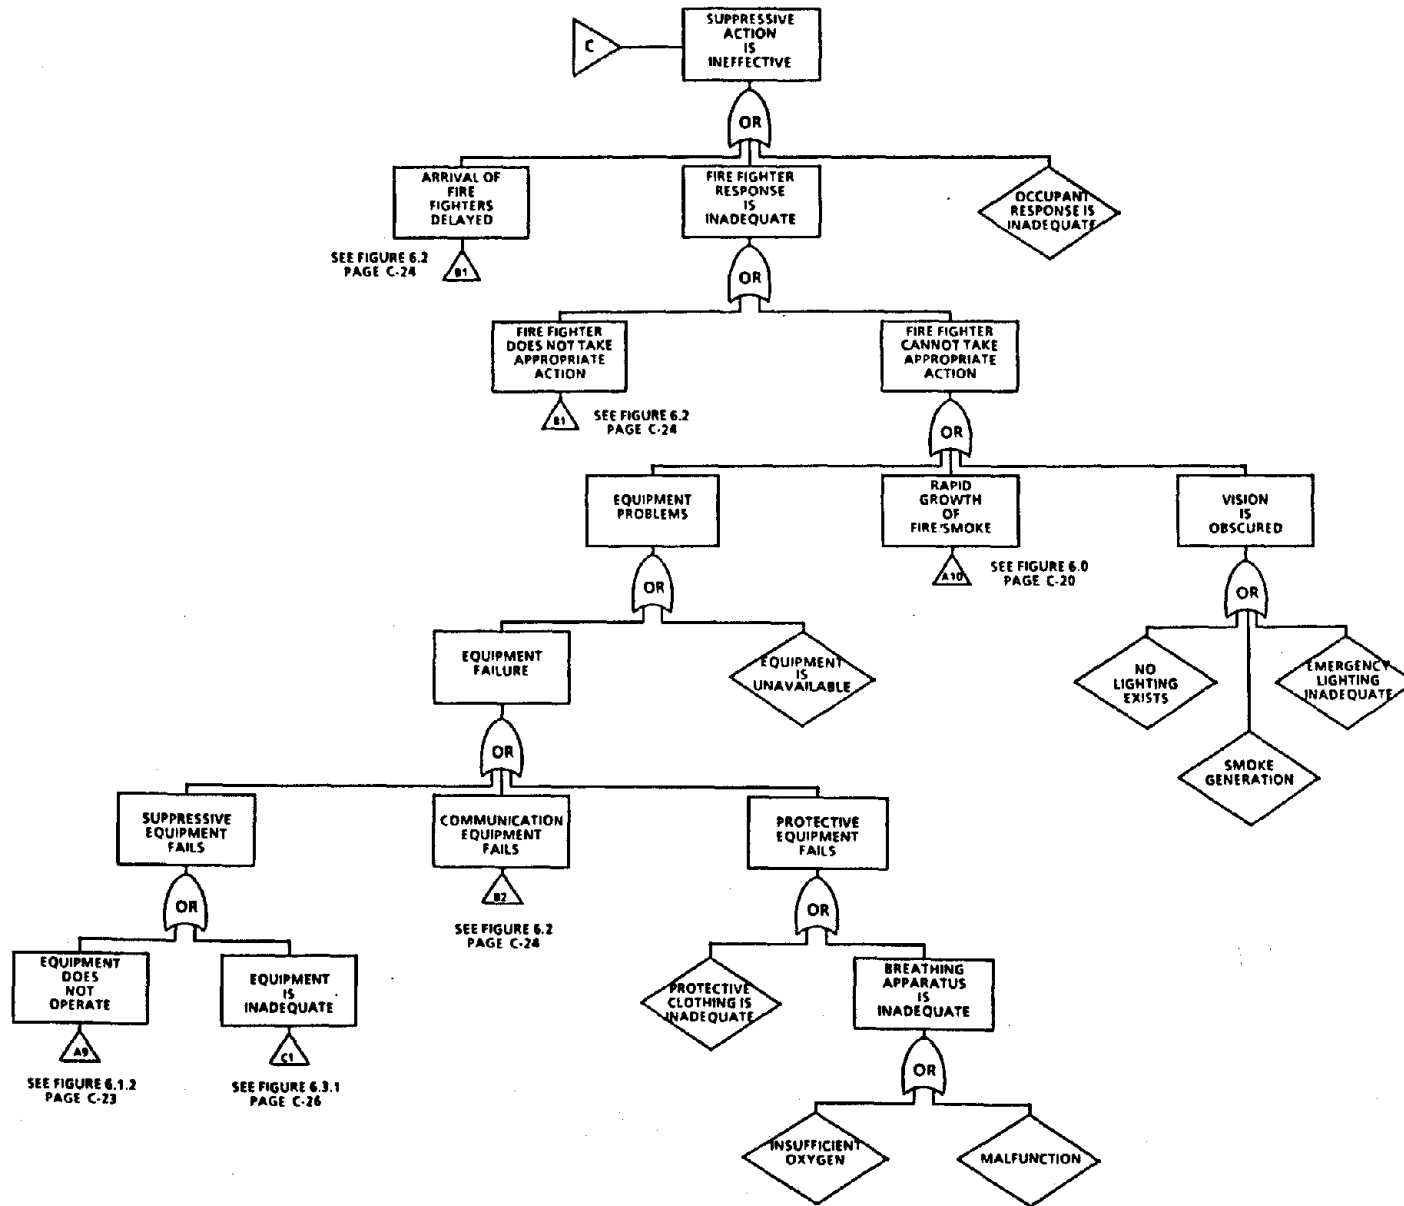 SUPPRESSIVE
ACTION
IS
INEFFECTIVE
C
OR
ARRIVAL OF
FIRE
FIGHTERS
DELAYED
FIRE FIGHTER
RESPONSE
IS
INADEQUATE
OCCUPANT
RESPONSE IS
INADEQUATE
SEE FIGURE 6.2
PAGE C-24
B1
OR
FIRE FIGHTER
DOES NOT TAKE
APPROPRIATE
ACTION
FIRE FIGHTER
CANNOT TAKE
APPROPRIATE
ACTION
B1
SEE FIGURE 6.2
PAGE C-24
OR
EQUIPMENT
PROBLEMS
RAPID
GROWTH
OF
FIRE/SMOKE
VISION
IS
OBSCURED
A10
SEE FIGURE 6.0
PAGE C-20
OR
OR
EQUIPMENT
FAILURE
EQUIPMENT
IS
UNAVAILABLE
NO
LIGHTING
EXISTS
EMERGENCY
LIGHTING
INADEQUATE
SMOKE
GENERATION
OR
SUPPRESSIVE
EQUIPMENT
FAILS
COMMUNICATION
EQUIPMENT
FAILS
PROTECTIVE
EQUIPMENT
FAILS
B2
SEE FIGURE 6.2
PAGE C-24
OR
OR
EQUIPMENT
DOES
NOT
OPERATE
EQUIPMENT
IS
INADEQUATE
PROTECTIVE
CLOTHING IS
INADEQUATE
BREATHING
APPARATUS
IS
INADEQUATE
A9
SEE FIGURE 6.1.2
PAGE C-23
C1
SEE FIGURE 6.3.1
PAGE C-26
OR
INSUFFICIENT
OXYGEN
MALFUNCTION